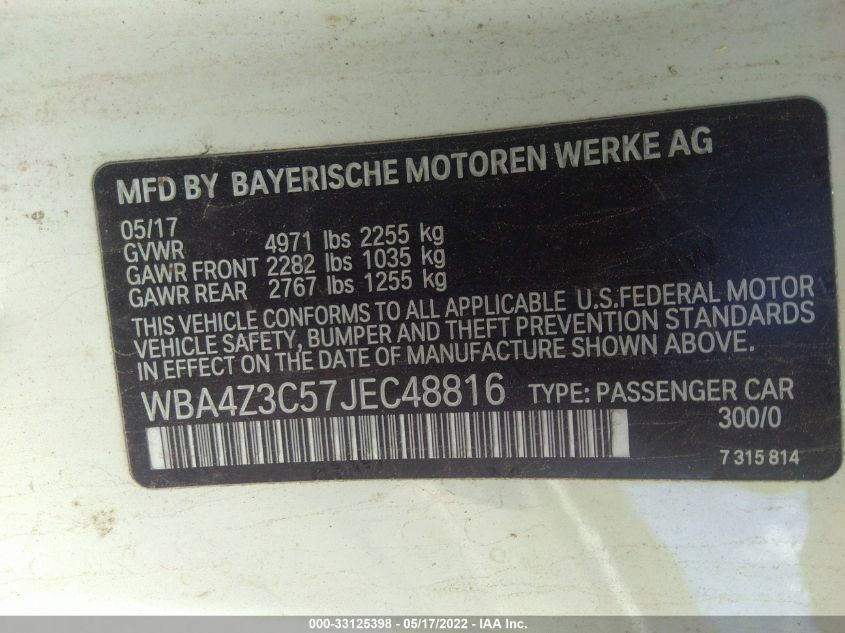 MFD BY BAYERISCHE MOTOREN WERKE AG
05/17
GVWR 4971 lbs 2255 kg
GAWR FRONT 2282 lbs 1035 kg
GAWR REAR 2767 lbs 1255 kg
THIS VEHICLE CONFORMS TO ALL APPLICABLE U.S.FEDERAL MOTOR
VEHICLE SAFETY, BUMPER AND THEFT PREVENTION STANDARDS
IN EFFECT ON THE DATE OF MANUFACTURE SHOWN ABOVE.
WBA4Z3C57JEC48816 TYPE: PASSENGER CAR
300/0
7 315 814
000-33125398 - 05/17/2022 - IAA Inc.